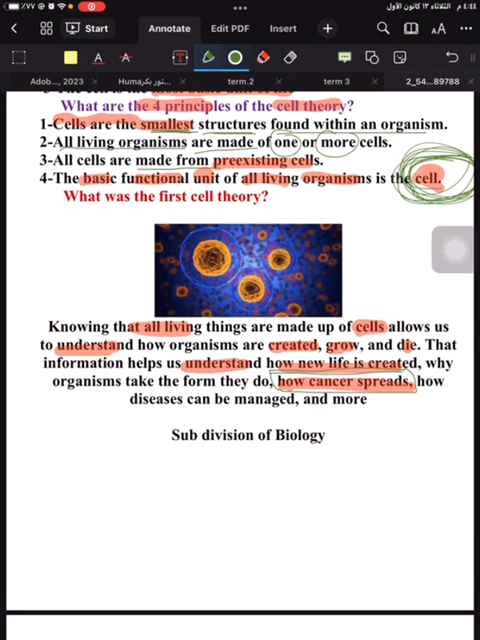 ٤:٤٤ م الثلاثاء ١٣ كانون الأول
٪٧٧
Start Annotate Edit PDF Insert
Adob..., 2023 term.2 term 3 2_54...89788
What are the 4 principles of the cell theory?
1-Cells are the smallest structures found within an organism.
2-All living organisms are made of one or more cells.
3-All cells are made from preexisting cells.
4-The basic functional unit of all living organisms is the cell.
What was the first cell theory?
Knowing that all living things are made up of cells allows us
to understand how organisms are created, grow, and die. That
information helps us understand how new life is created, why
organisms take the form they do, how cancer spreads, how
diseases can be managed, and more
Sub division of Biology